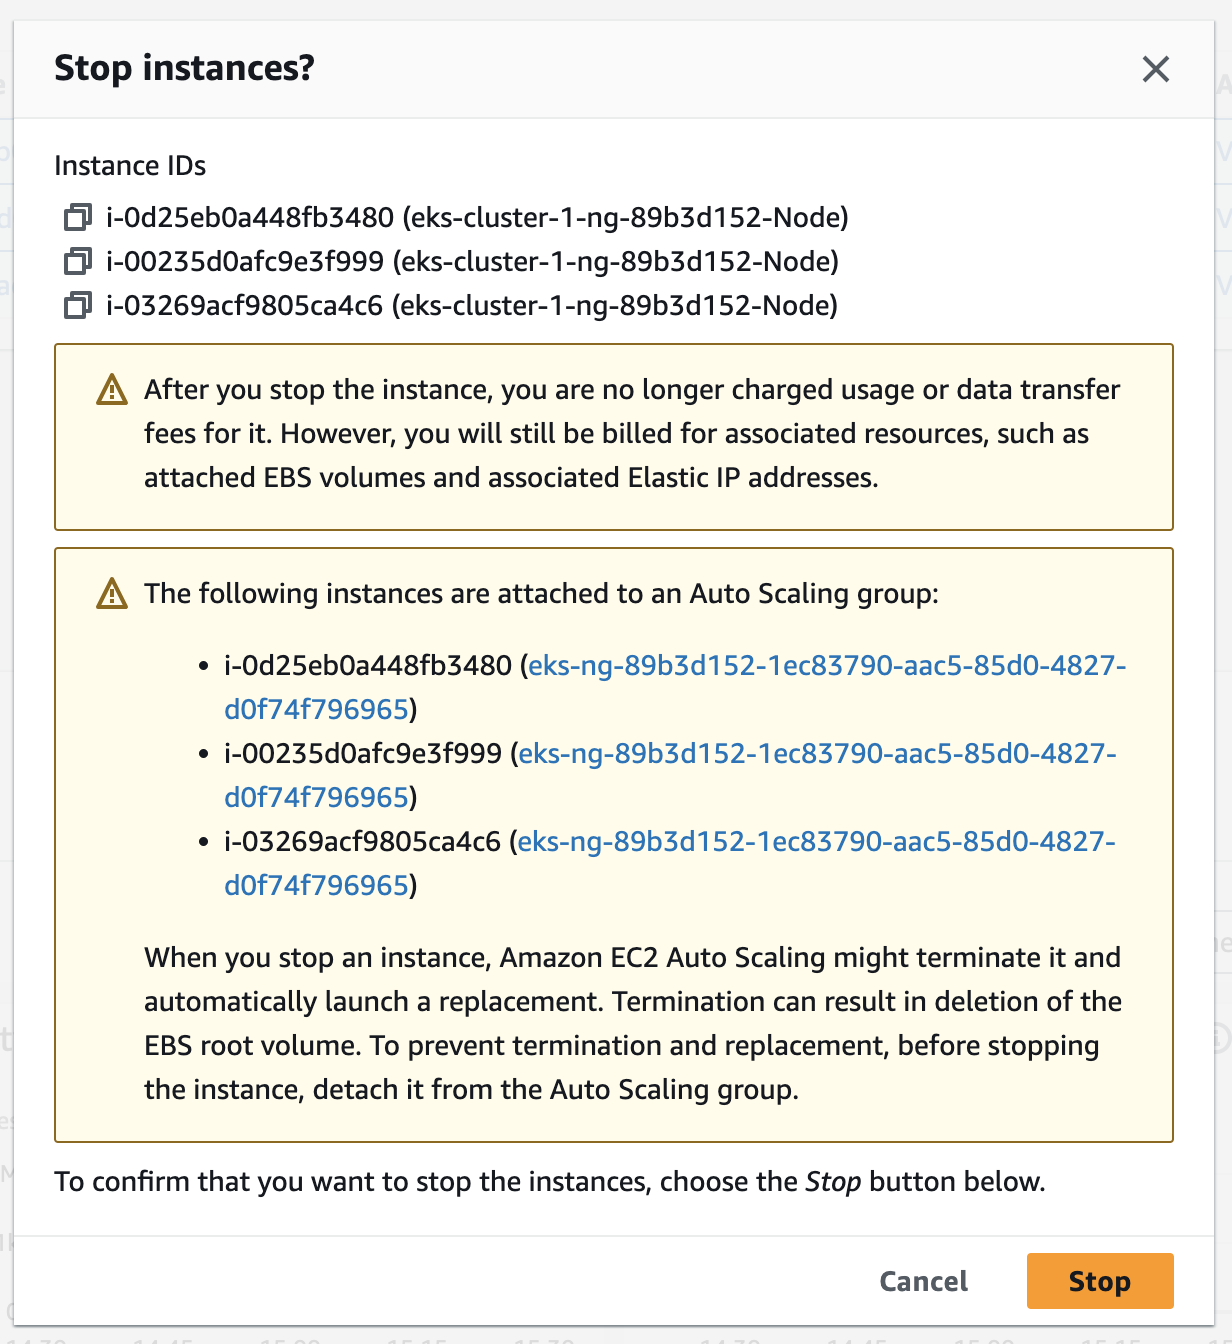 Stop instances?
Instance IDs
i-0d25eb0a448fb3480 (eks-cluster-1-ng-89b3d152-Node)
i-00235d0afc9e3f999 (eks-cluster-1-ng-89b3d152-Node)
i-03269acf9805ca4c6 (eks-cluster-1-ng-89b3d152-Node)
After you stop the instance, you are no longer charged usage or data transfer
fees for it. However, you will still be billed for associated resources, such as
attached EBS volumes and associated Elastic IP addresses.
The following instances are attached to an Auto Scaling group:
• i-0d25eb0a448fb3480 (eks-ng-89b3d152-1ec83790-aac5-85d0-4827-
d0f74f796965)
• i-00235d0afc9e3f999 (eks-ng-89b3d152-1ec83790-aac5-85d0-4827-
d0f74f796965)
• i-03269acf9805ca4c6 (eks-ng-89b3d152-1ec83790-aac5-85d0-4827-
d0f74f796965)
When you stop an instance, Amazon EC2 Auto Scaling might terminate it and
automatically launch a replacement. Termination can result in deletion of the
EBS root volume. To prevent termination and replacement, before stopping
the instance, detach it from the Auto Scaling group.
To confirm that you want to stop the instances, choose the Stop button below.
Cancel Stop